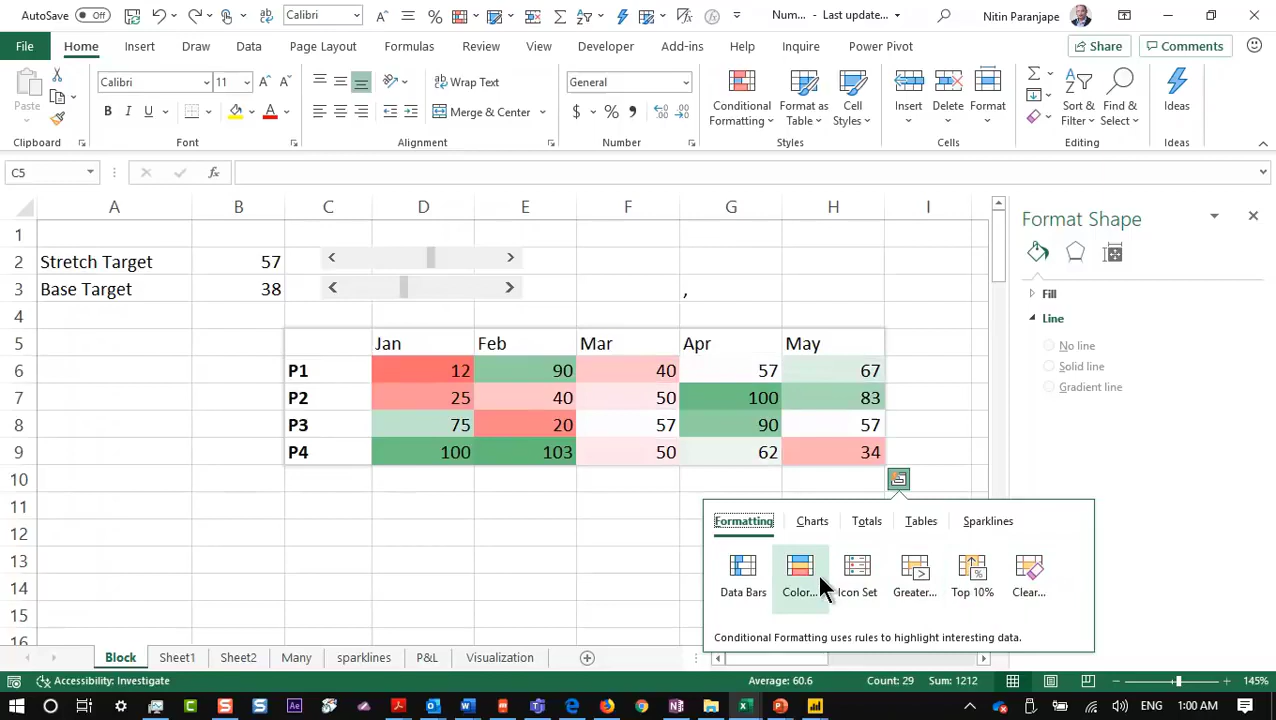 AutoSave Off Calibri Num... Last update... Nitin Paranjape
File Home Insert Draw Data Page Layout Formulas Review View Developer Add-ins Help Inquire Power Pivot Share Comments
Paste Calibri 11 Wrap Text General Conditional Formatting Format as Table Cell Styles Insert Delete Format Sort & Filter Find & Select Ideas
B I U A Merge & Center $ % ,
Clipboard Font Alignment Number Styles Cells Editing Ideas
C5 fx
A B C D E F G H I
Format Shape
1
2 Stretch Target 57
3 Base Target 38 ,
Fill
4
Line
5 Jan Feb Mar Apr May
No line
6 P1 12 90 40 57 67
Solid line
7 P2 25 40 50 100 83
Gradient line
8 P3 75 20 57 90 57
9 P4 100 103 50 62 34
10
11
12 Formatting Charts Totals Tables Sparklines
13
14 Data Bars Color... Icon Set Greater... Top 10% Clear...
15
16 Conditional Formatting uses rules to highlight interesting data.
Block Sheet1 Sheet2 Many sparklines P&L Visualization
Accessibility: Investigate Average: 60.6 Count: 29 Sum: 1212 145%
1:00 AM